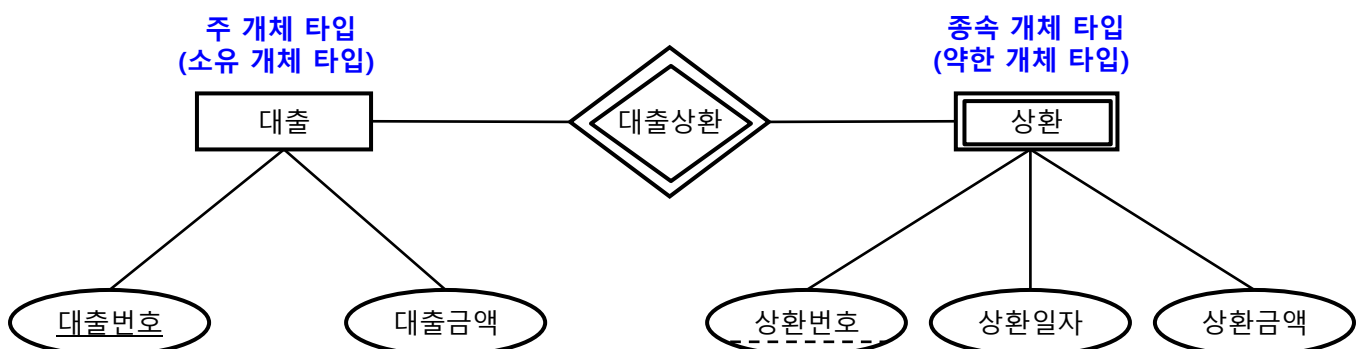 주 개체 타입
(소유 개체 타입)
종속 개체 타입
(약한 개체 타입)
대출
대출상환
상환
대출번호
대출금액
상환번호
상환일자
상환금액